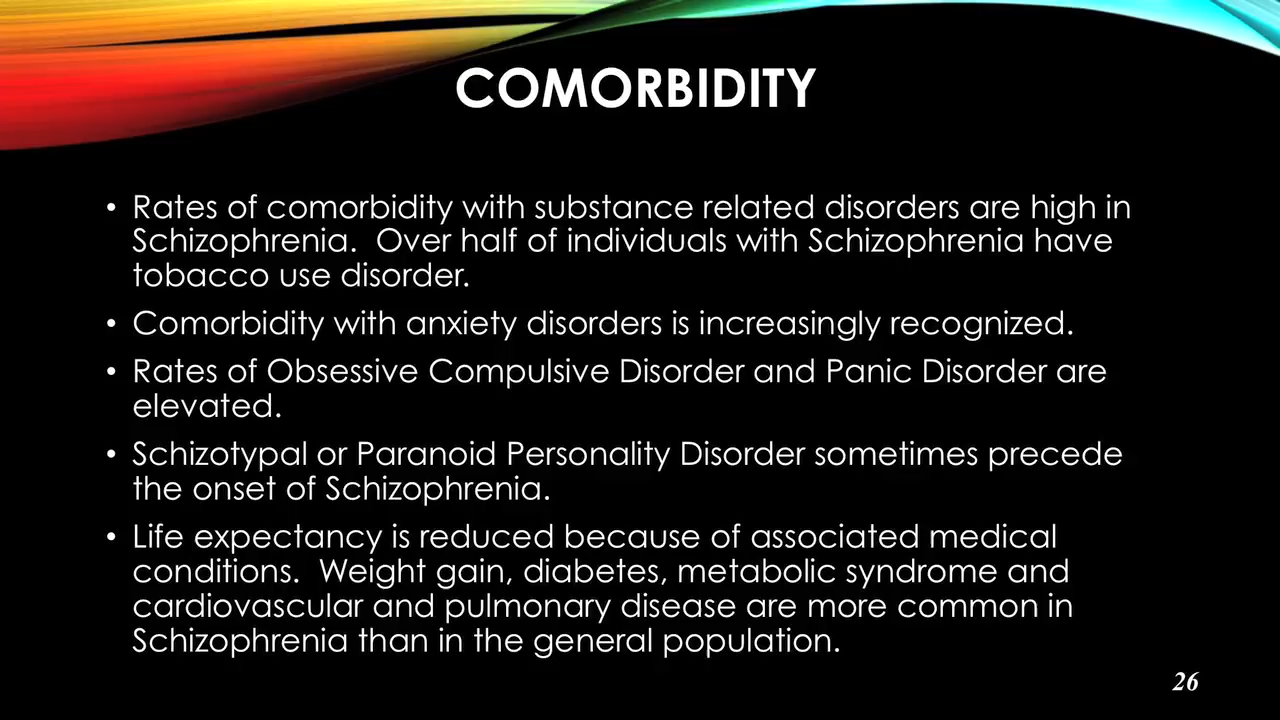 COMORBIDITY
• Rates of comorbidity with substance related disorders are high in
Schizophrenia.  Over half of individuals with Schizophrenia have
tobacco use disorder.
• Comorbidity with anxiety disorders is increasingly recognized.
• Rates of Obsessive Compulsive Disorder and Panic Disorder are
elevated.
• Schizotypal or Paranoid Personality Disorder sometimes precede
the onset of Schizophrenia.
• Life expectancy is reduced because of associated medical
conditions.  Weight gain, diabetes, metabolic syndrome and
cardiovascular and pulmonary disease are more common in
Schizophrenia than in the general population.
26